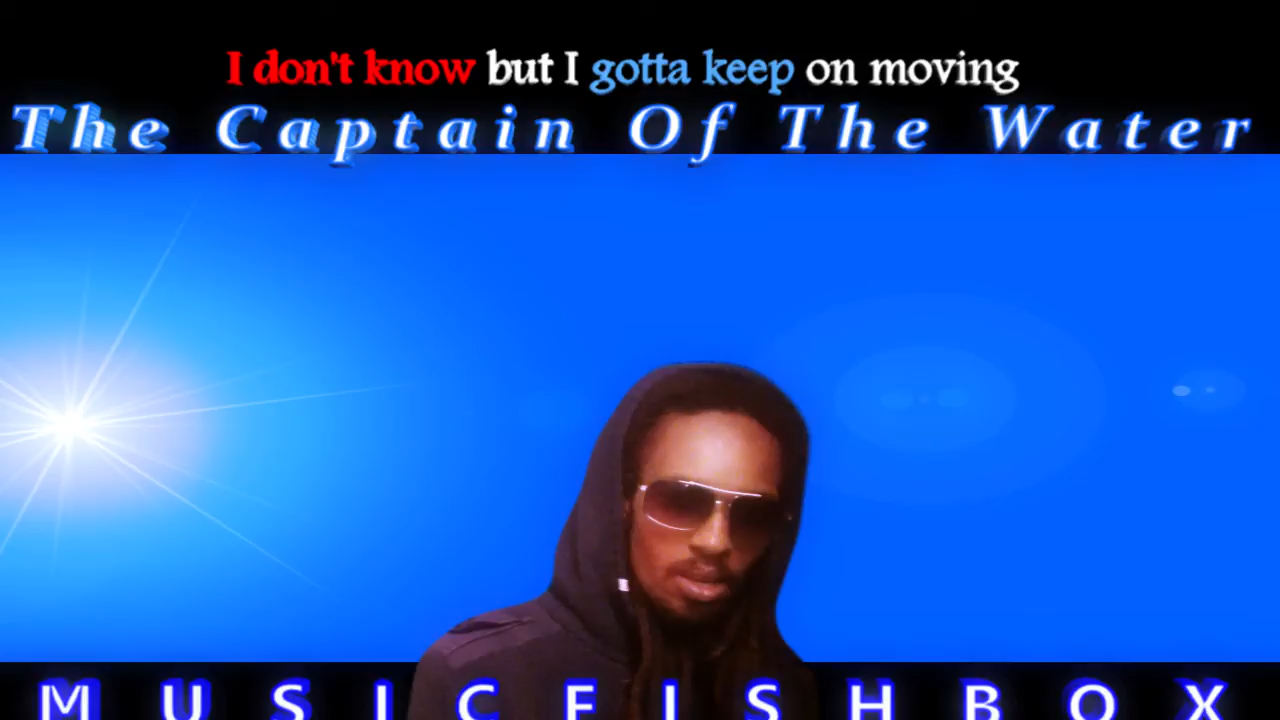 I don't know but I gotta keep on moving
The Captain Of The Water
MUSICFISHBOX